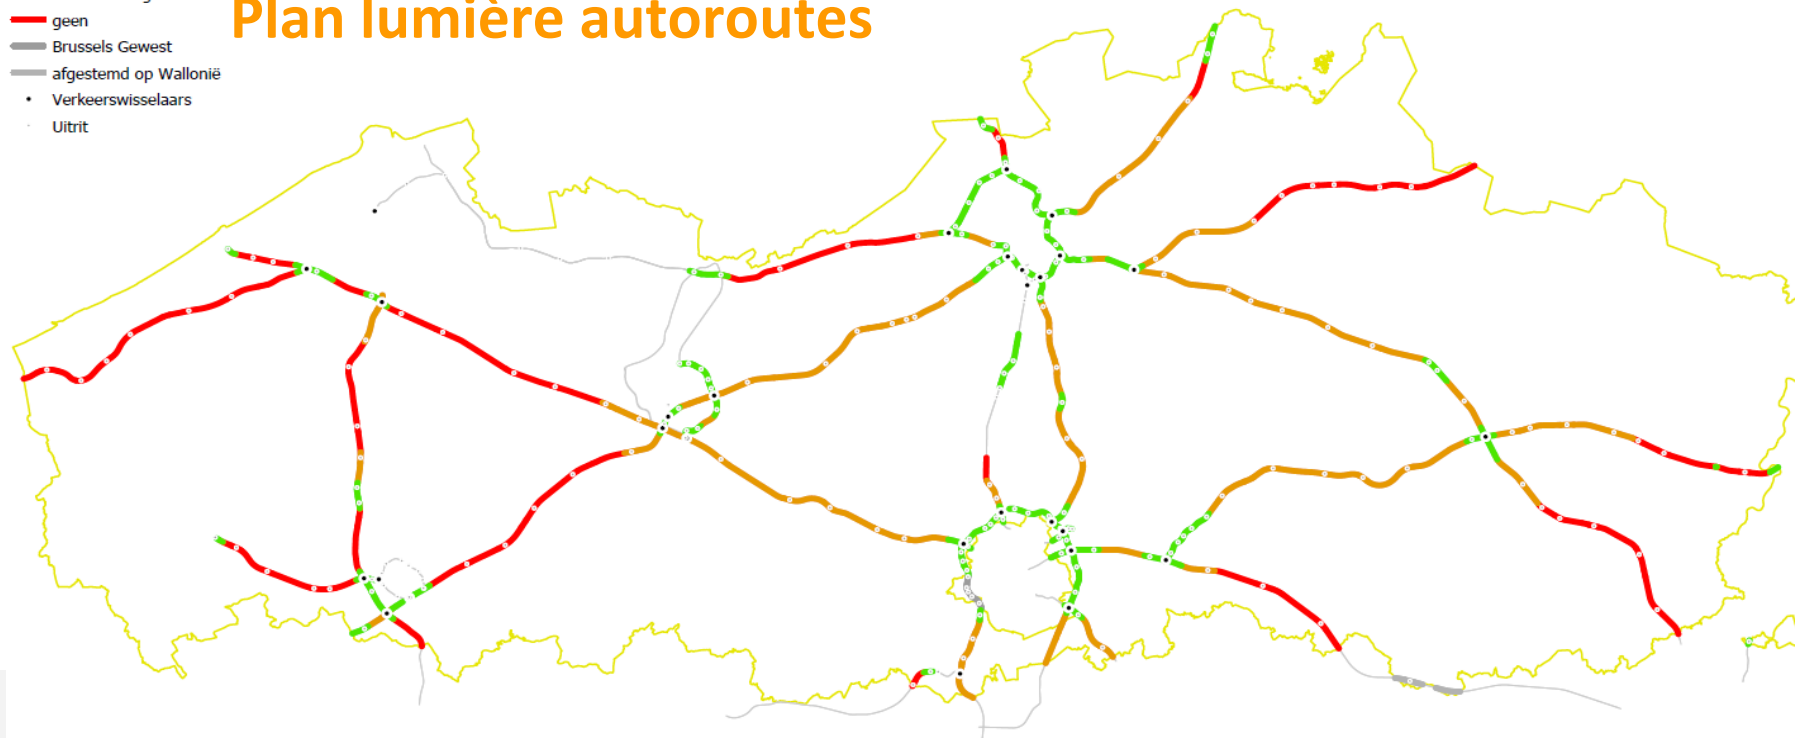 Plan lumière autoroutes
geen
Brussels Gewest
afgestemd op Wallonië
Verkeerswisselaars
Uitrit